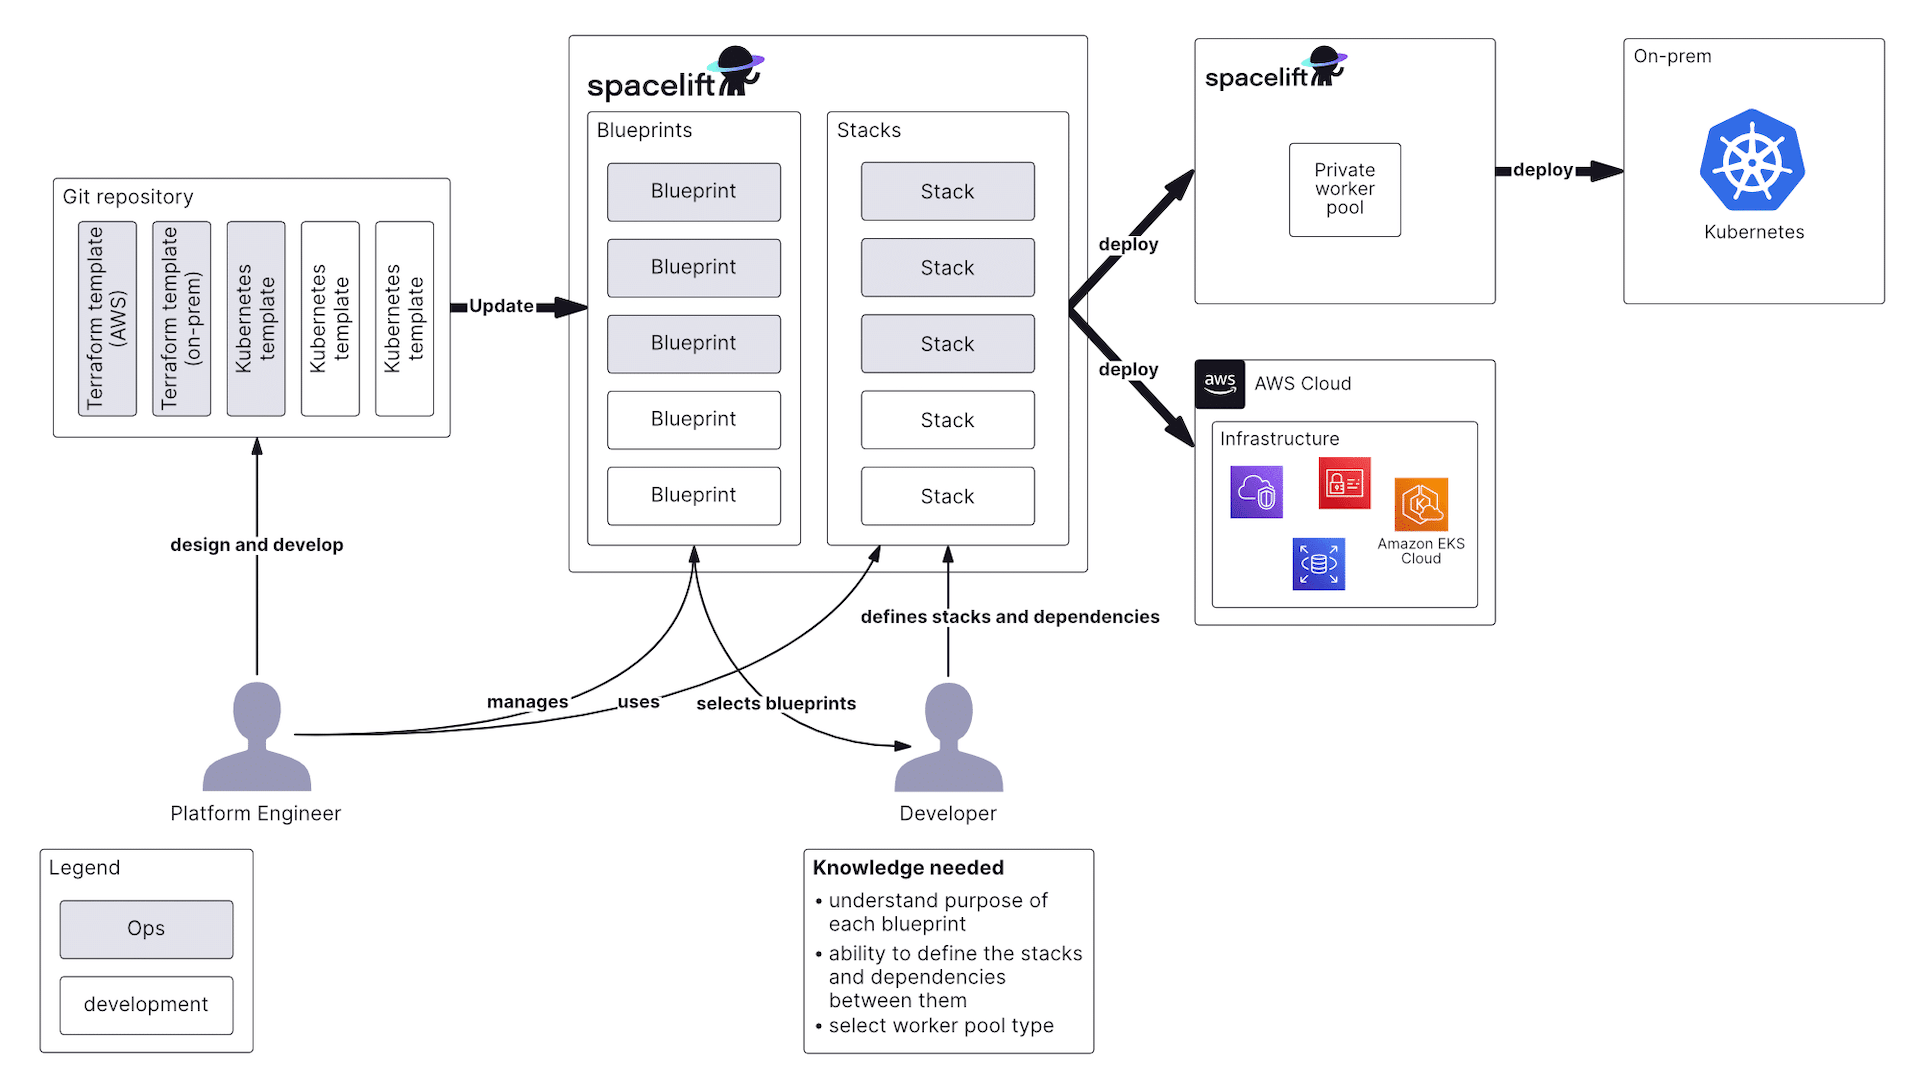 spacelift
Blueprints
Blueprint
Blueprint
Blueprint
Blueprint
Blueprint
Stacks
Stack
Stack
Stack
Stack
Stack
spacelift
Private
worker
pool
deploy
On-prem
Kubernetes
Git repository
Terraform template
(AWS)
Terraform template
(on-prem)
Kubernetes
template
Kubernetes
template
Kubernetes
template
Update
deploy
deploy
aws
AWS Cloud
Infrastructure
Amazon EKS
Cloud
design and develop
defines stacks and dependencies
manages
uses
selects blueprints
Platform Engineer
Developer
Legend
Ops
development
Knowledge needed
• understand purpose of
each blueprint
• ability to define the stacks
and dependencies
between them
• select worker pool type